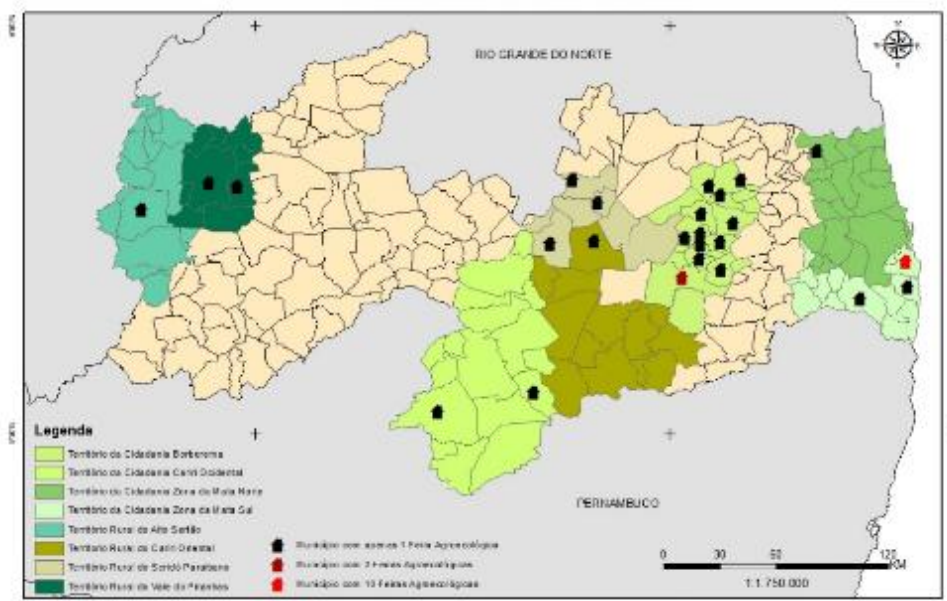 RIO GRANDE DO NORTE
PERNAMBUCO
Legenda
Território da Cidadania Borborema
Território da Cidadania Cariri Ocidental
Território da Cidadania Zona da Mata Norte
Território da Cidadania Zona da Mata Sul
Território Rural do Alto Sertão
Território Rural do Cariri Oriental
Território Rural do Seridó Paraibano
Território Rural do Vale do Piranhas
Município com apenas 1 Feira Agroecológica
Município com 2 Feiras Agroecológicas
Município com 10 Feiras Agroecológicas
0 30 60 120
KM
1:1.750.000